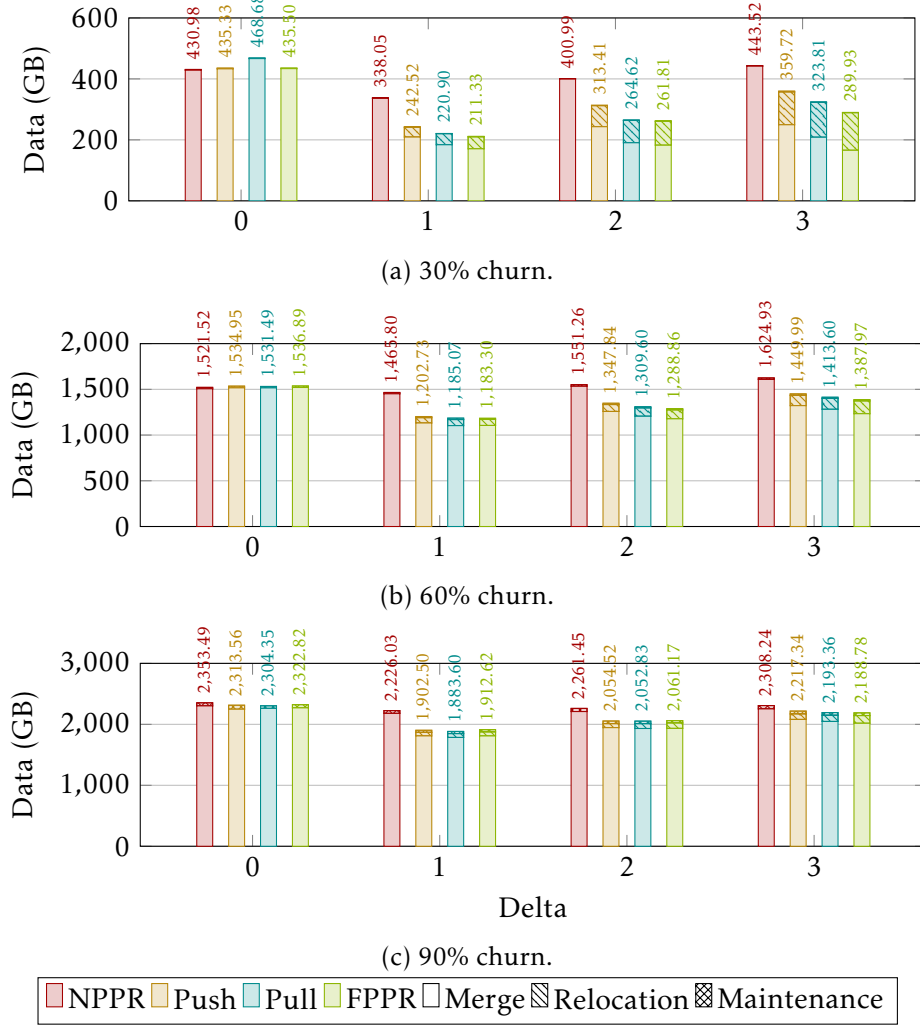 Data (GB)
600
400
200
0
430.98 435.33 468.68 435.50
338.05 242.52 220.90 211.33
400.99 313.41 264.62 261.81
443.52 359.72 323.81 289.93
0 1 2 3
(a) 30% churn.
Data (GB)
2,000
1,500
1,000
500
0
1,521.52 1,534.95 1,531.49 1,536.89
1,465.80 1,202.73 1,185.07 1,183.30
1,551.26 1,347.84 1,309.60 1,288.86
1,624.93 1,449.99 1,413.60 1,387.97
0 1 2 3
(b) 60% churn.
Data (GB)
3,000
2,000
1,000
0
2,353.49 2,313.56 2,304.35 2,322.82
2,226.03 1,902.50 1,883.60 1,912.62
2,261.45 2,054.52 2,052.83 2,061.17
2,308.24 2,217.34 2,193.36 2,188.78
0 1 2 3
Delta
(c) 90% churn.
NPPR Push Pull FPPR Merge Relocation Maintenance